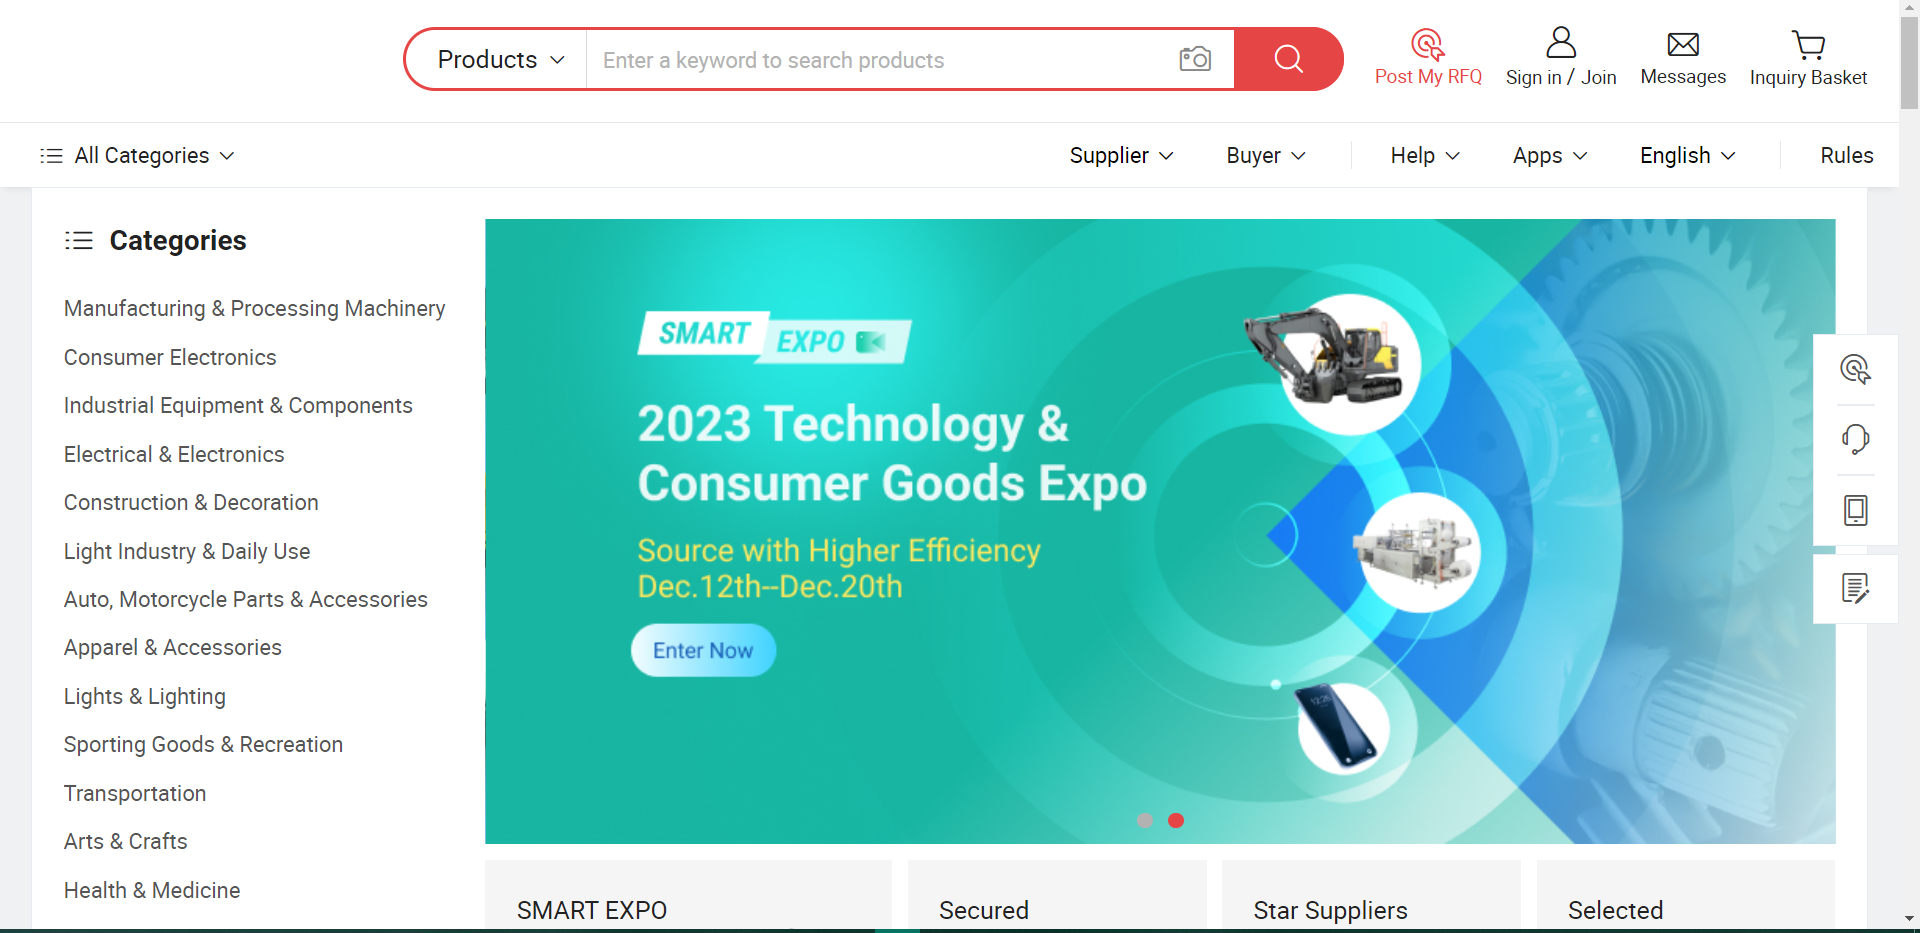 Products
Enter a keyword to search products
Post My RFQ
Sign in / Join
Messages
Inquiry Basket
All Categories
Supplier
Buyer
Help
Apps
English
Rules
Categories
Manufacturing & Processing Machinery
Consumer Electronics
Industrial Equipment & Components
Electrical & Electronics
Construction & Decoration
Light Industry & Daily Use
Auto, Motorcycle Parts & Accessories
Apparel & Accessories
Lights & Lighting
Sporting Goods & Recreation
Transportation
Arts & Crafts
Health & Medicine
SMART EXPO
2023 Technology &
Consumer Goods Expo
Source with Higher Efficiency
Dec.12th--Dec.20th
Enter Now
12:26
SMART EXPO
Secured
Star Suppliers
Selected